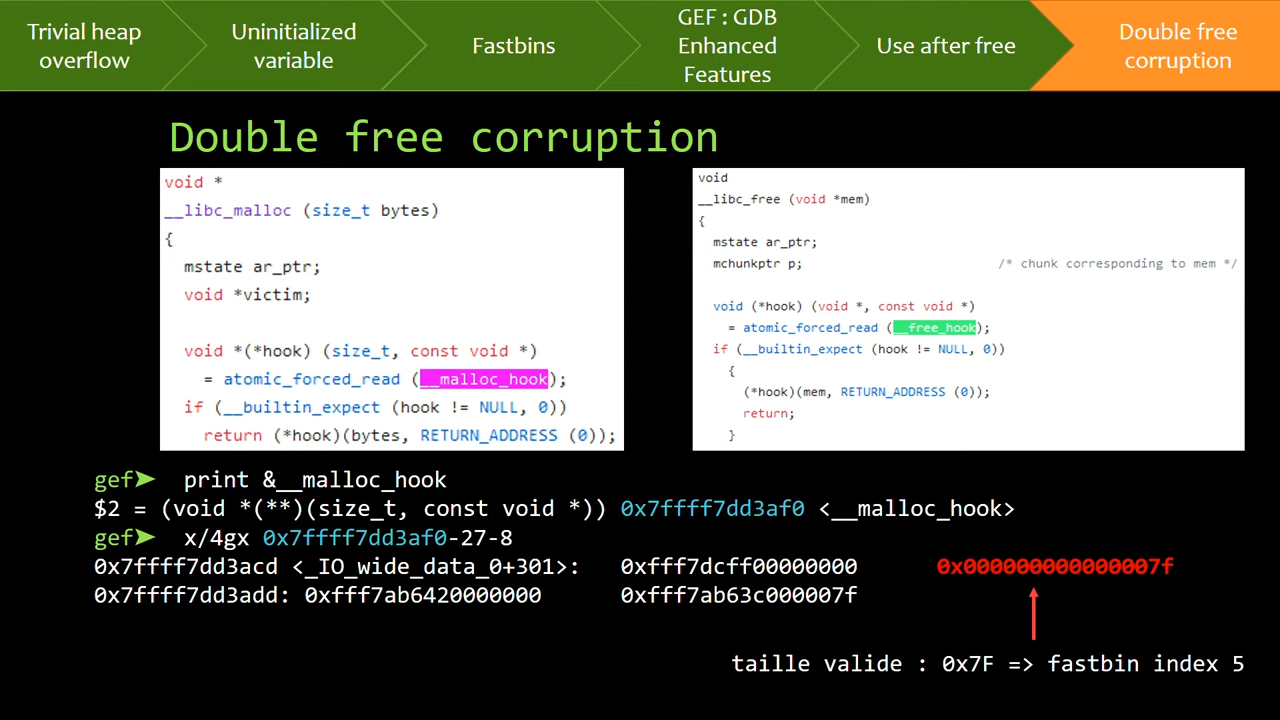 Trivial heap
overflow
Uninitialized
variable
Fastbins
GEF : GDB
Enhanced
Features
Use after free
Double free
corruption
Double free corruption
void *
__libc_malloc (size_t bytes)
{
mstate ar_ptr;
void *victim;
void *(*hook) (size_t, const void *)
= atomic_forced_read (__malloc_hook);
if (__builtin_expect (hook != NULL, 0))
return (*hook)(bytes, RETURN_ADDRESS (0));
void
__libc_free (void *mem)
{
mstate ar_ptr;
mchunkptr p; /* chunk corresponding to mem */
void (*hook) (void *, const void *)
= atomic_forced_read (__free_hook);
if (__builtin_expect (hook != NULL, 0))
{
(*hook)(mem, RETURN_ADDRESS (0));
return;
}
gef➤ print &__malloc_hook
$2 = (void *(**)(size_t, const void *)) 0x7ffff7dd3af0 <__malloc_hook>
gef➤ x/4gx 0x7ffff7dd3af0-27-8
0x7ffff7dd3acd <_IO_wide_data_0+301>: 0xfff7dcff00000000 0x000000000000007f
0x7ffff7dd3add: 0xfff7ab6420000000 0xfff7ab63c000007f
taille valide : 0x7F => fastbin index 5